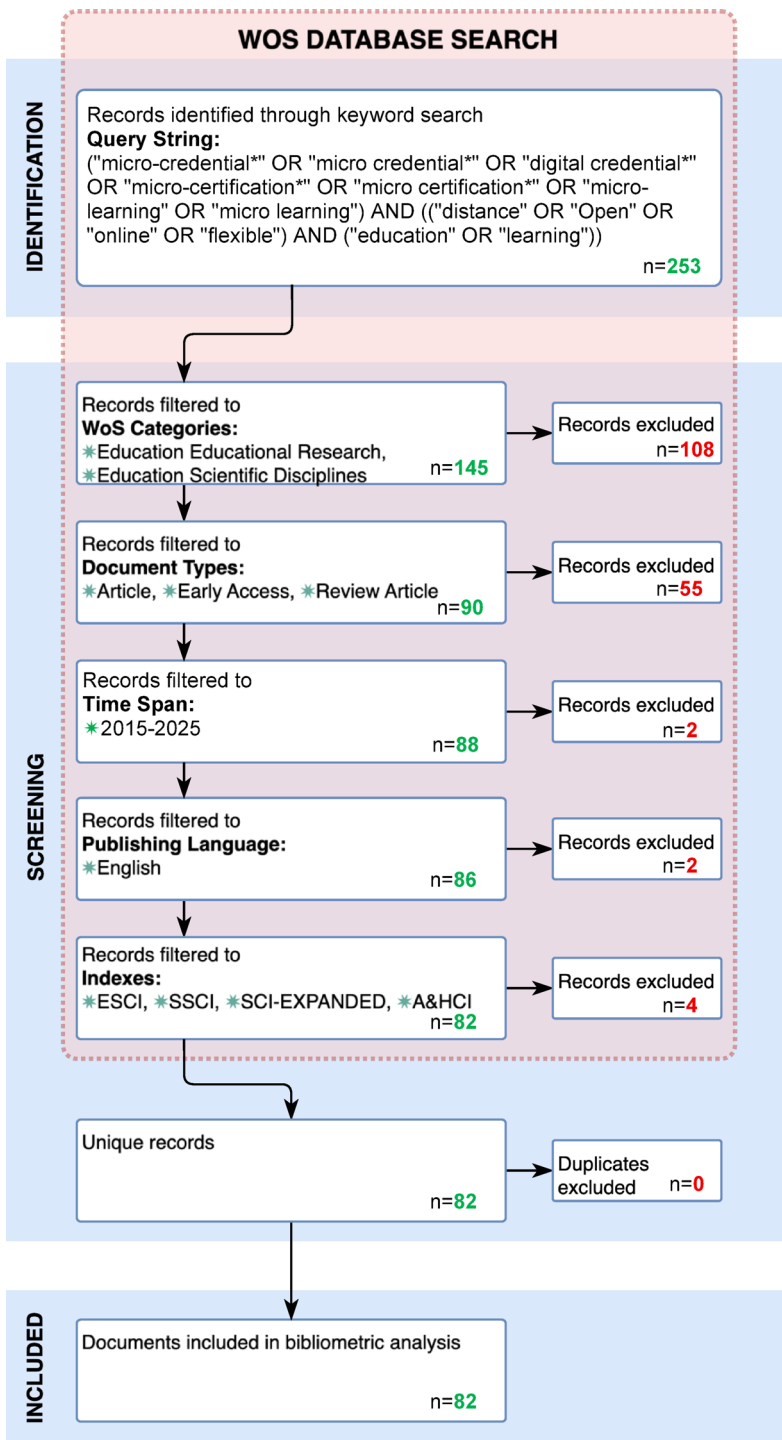 WOS DATABASE SEARCH
IDENTIFICATION
Records identified through keyword search
Query String:
("micro-credential*" OR "micro credential*" OR "digital credential*"
OR "micro-certification*" OR "micro certification*" OR "micro-
learning" OR "micro learning") AND (("distance" OR "Open" OR
"online" OR "flexible") AND ("education" OR "learning"))
n=253
SCREENING
Records filtered to
WoS Categories:
✷Education Educational Research,
✷Education Scientific Disciplines
n=145
Records excluded
n=108
Records filtered to
Document Types:
✷Article, ✷Early Access, ✷Review Article
n=90
Records excluded
n=55
Records filtered to
Time Span:
✷2015-2025
n=88
Records excluded
n=2
Records filtered to
Publishing Language:
✷English
n=86
Records excluded
n=2
Records filtered to
Indexes:
✷ESCI, ✷SSCI, ✷SCI-EXPANDED, ✷A&HCI
n=82
Records excluded
n=4
Unique records
n=82
Duplicates
excluded
n=0
INCLUDED
Documents included in bibliometric analysis
n=82